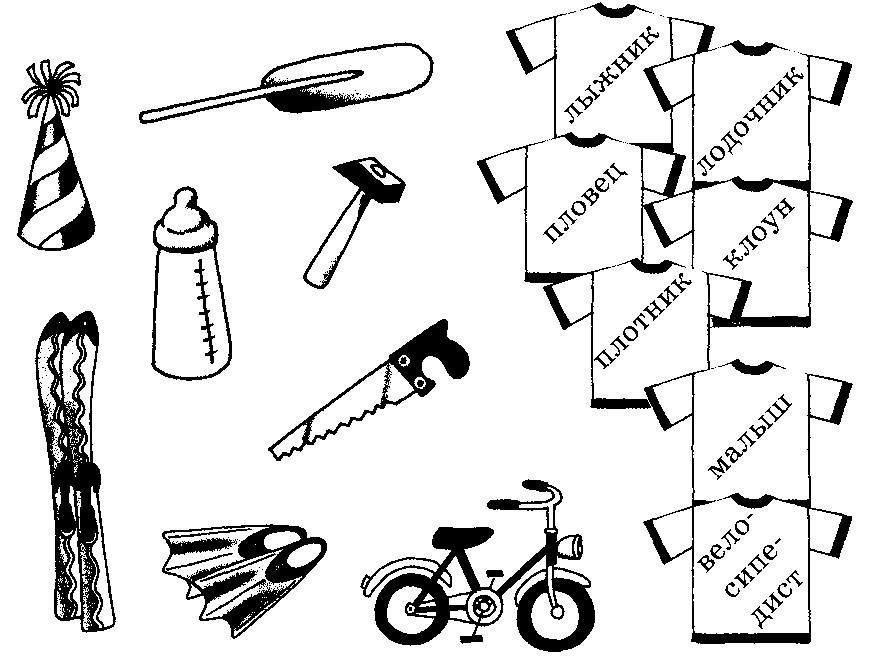 лыжник
лодочник
пловец
клоун
плотник
малыш
вело-
сипе-
дист